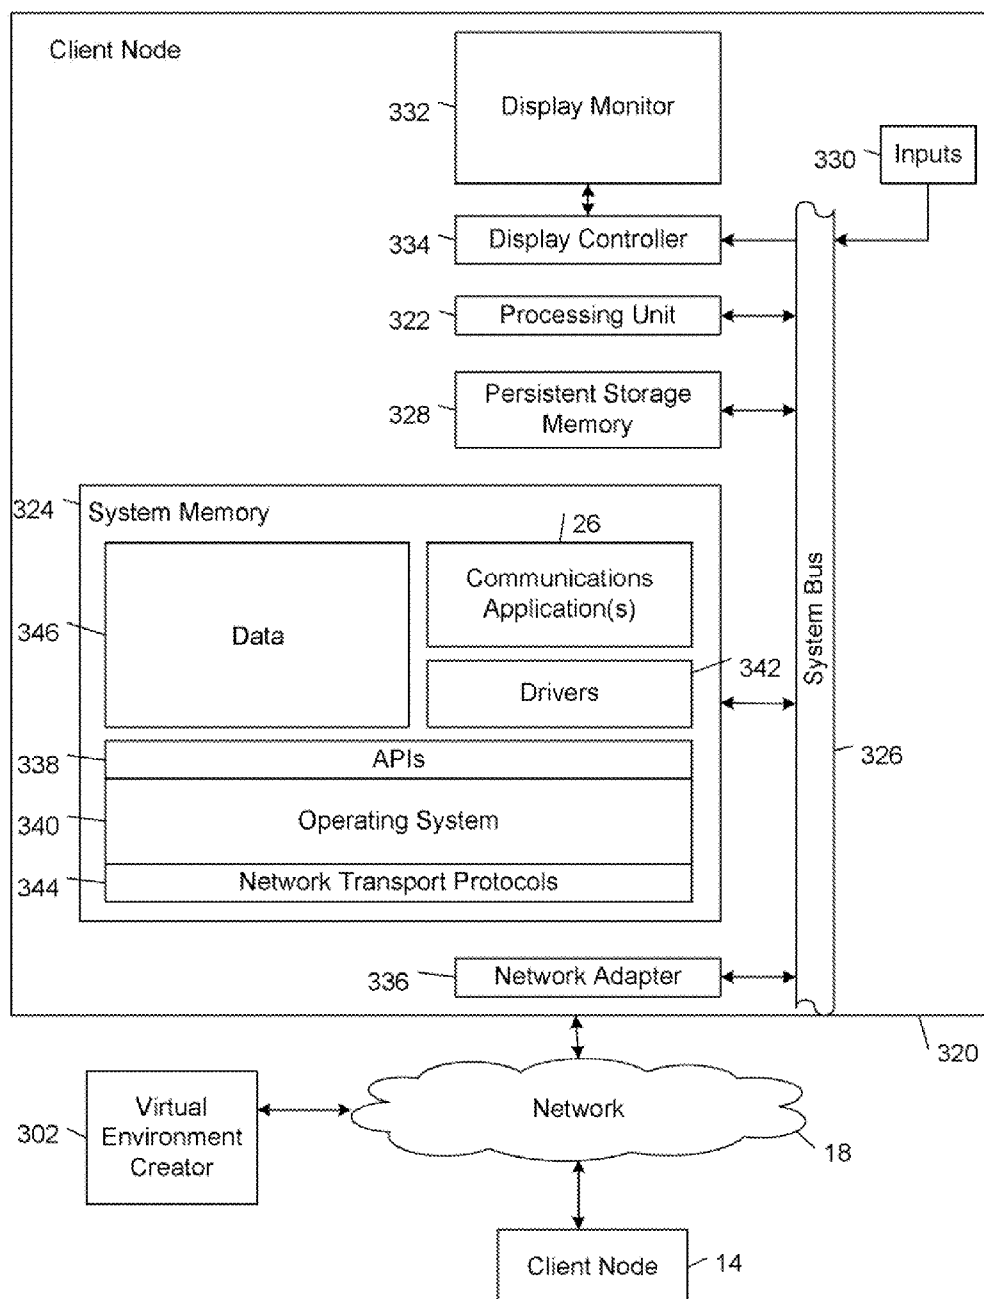 Client Node
332
Display Monitor
330
Inputs
334
Display Controller
322
Processing Unit
328
Persistent Storage
Memory
324
System Memory
26
Communications
Application(s)
346
Data
342
Drivers
System Bus
338
APIs
326
340
Operating System
344
Network Transport Protocols
336
Network Adapter
320
302
Virtual
Environment
Creator
Network
18
Client Node
14